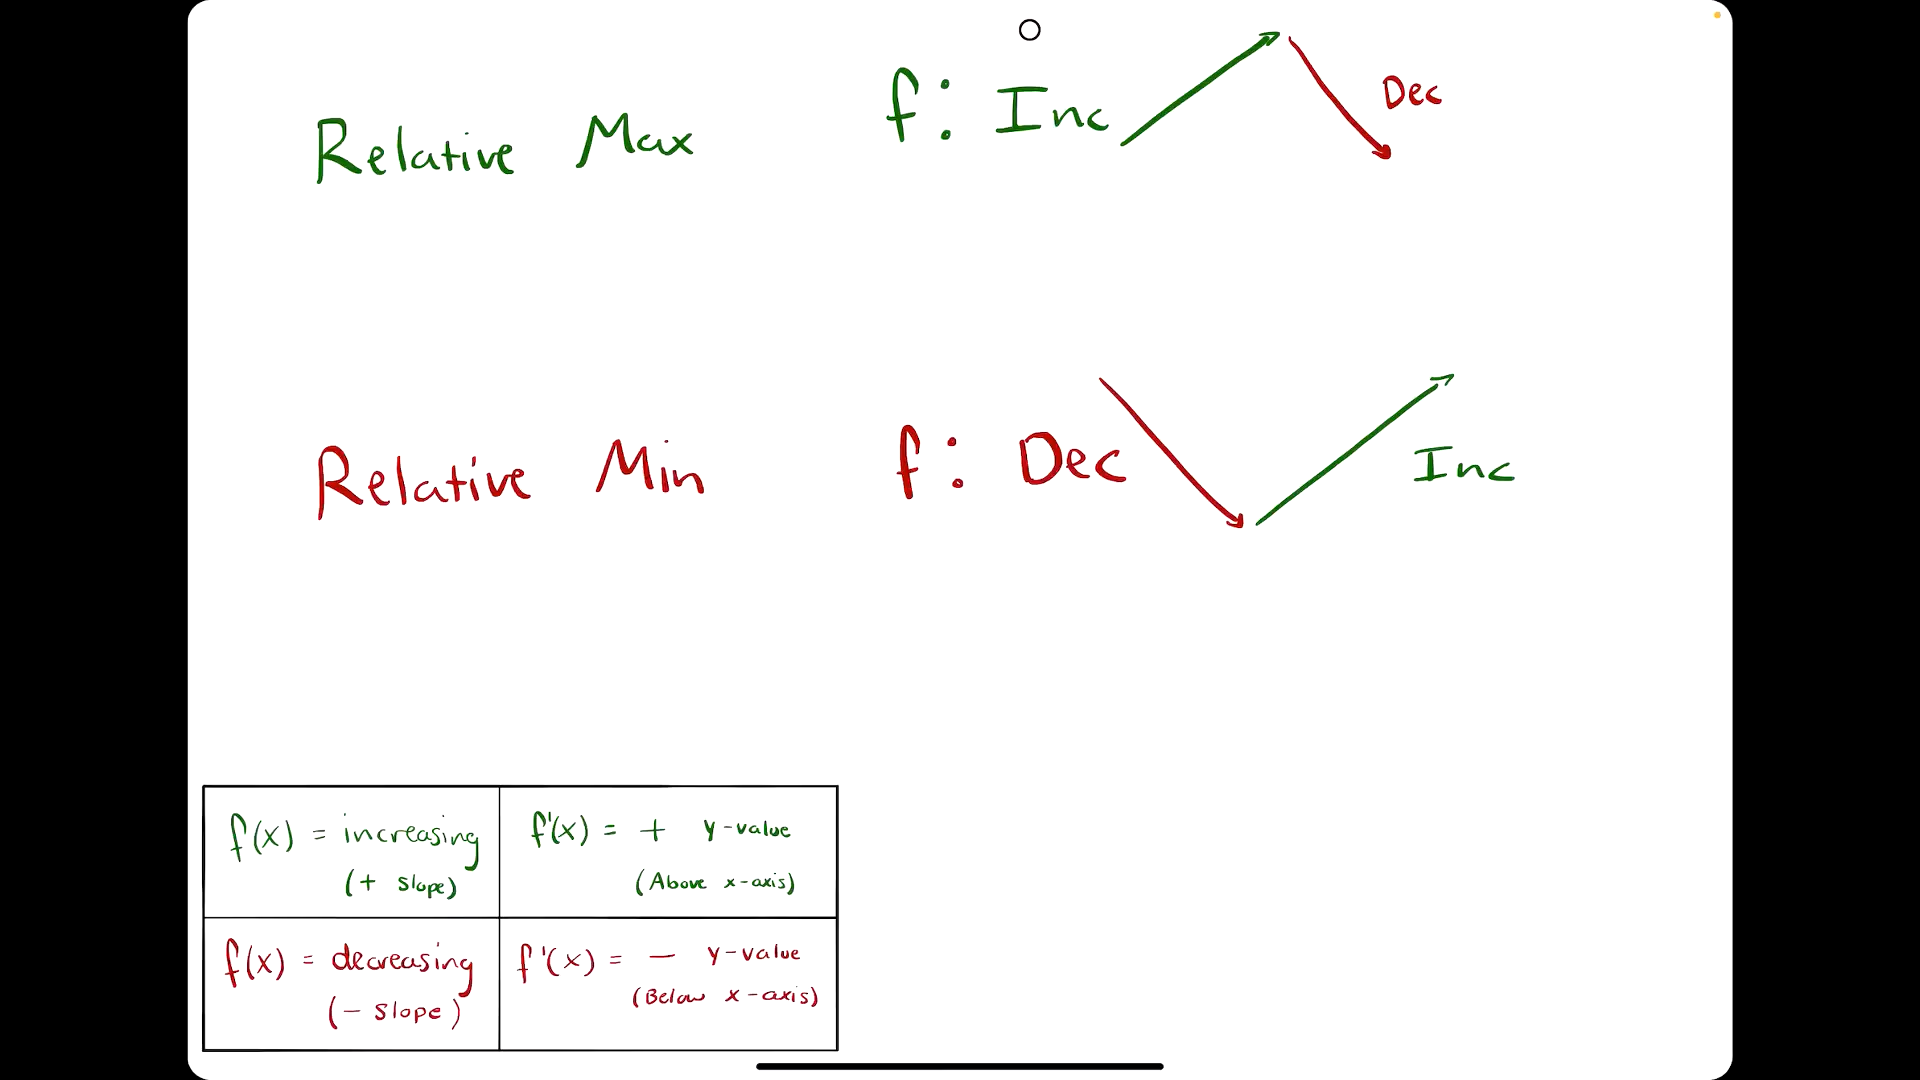 Relative Max
f: Inc
Dec
Relative Min
f: Dec
Inc
f(x) = increasing
(+ slope)
f'(x) = + y-value
(Above x-axis)
f(x) = decreasing
(- slope)
f'(x) = - y-value
(Below x-axis)